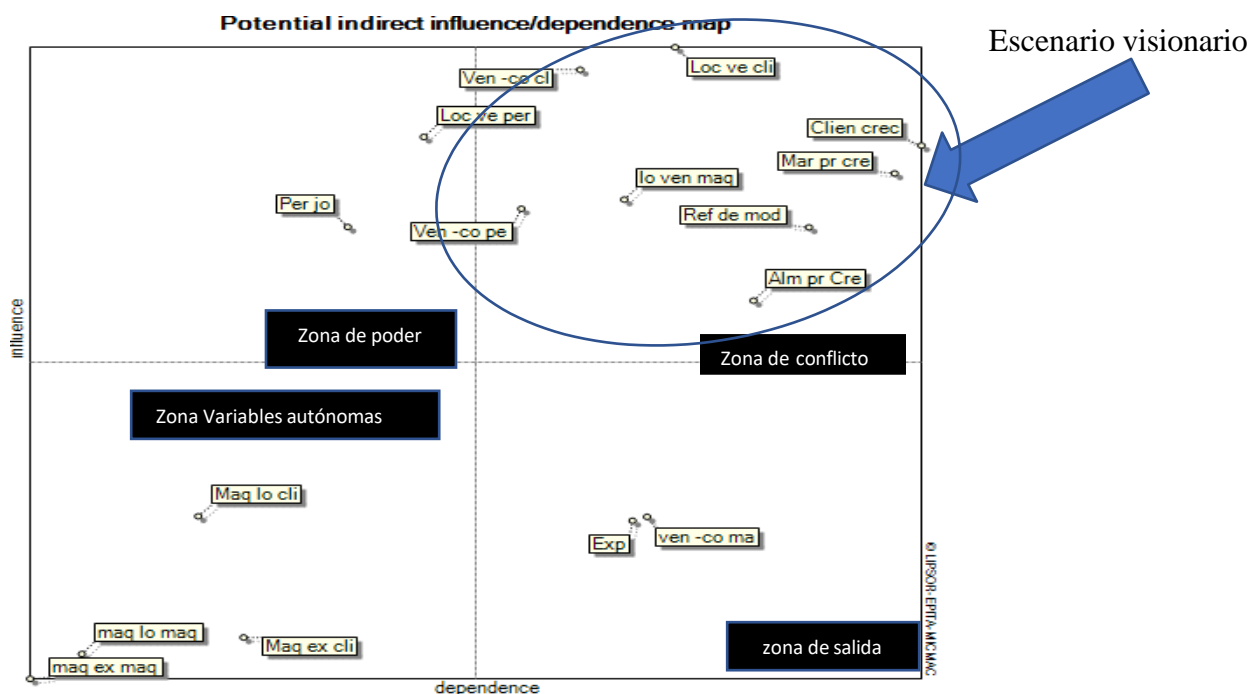 Potential indirect influence/dependence map
Escenario visionario
Loc ve cli
Ven -co cl
Loc ve per
Clien crec
Mar pr cre
lo ven maq
Per jo
Ref de mod
Ven -co pe
Alm pr Cre
influence
Zona de poder
Zona de conflicto
Zona Variables autónomas
Maq lo cli
Exp
ven -co ma
maq lo maq
Maq ex cli
zona de salida
maq ex maq
dependence
© LIPSOR-EPITA-MICMAC